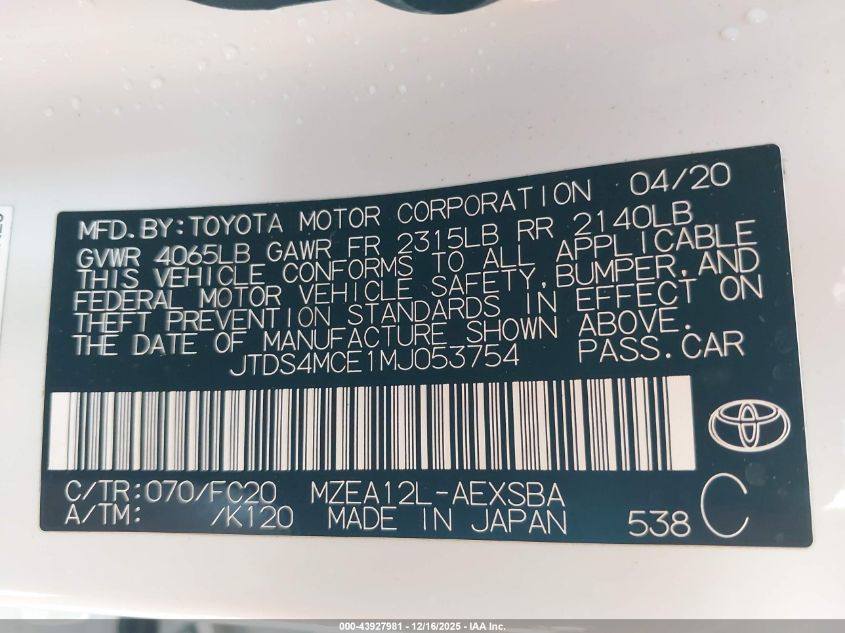 MFD. BY: TOYOTA MOTOR CORPORATION 04/20
GVWR 4065LB GAWR FR 2315LB RR 2140LB
THIS VEHICLE CONFORMS TO ALL APPLICABLE
FEDERAL MOTOR VEHICLE SAFETY, BUMPER, AND
THEFT PREVENTION STANDARDS IN EFFECT ON
THE DATE OF MANUFACTURE SHOWN ABOVE.
JTDS4MCE1MJ053754 PASS. CAR
C/TR: 070/FC20 MZEA12L-AEXSBA
A/TM: /K120 MADE IN JAPAN 538 C
000-43927981 - 12/16/2025 - IAA Inc.